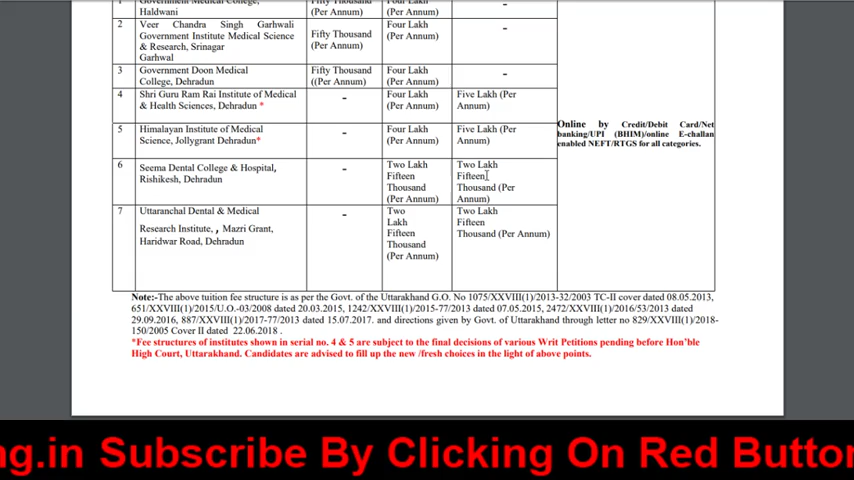 1 Government Medical College, Fifty Thousand Four Lakh -
Haldwani (Per Annum) (Per Annum)
2 Veer Chandra Singh Garhwali Four Lakh -
Government Institute Medical Science Fifty Thousand (Per Annum)
& Research, Srinagar (Per Annum)
Garhwal
3 Government Doon Medical Fifty Thousand Four Lakh -
College, Dehradun ((Per Annum) (Per Annum)
4 Shri Guru Ram Rai Institute of Medical - Four Lakh Five Lakh (Per
& Health Sciences, Dehradun * (Per Annum) Annum)
Online by Credit/Debit Card/Net
banking/UPI (BHIM)/online E-challan
enabled NEFT/RTGS for all categories.
5 Himalayan Institute of Medical - Four Lakh Five Lakh (Per
Science, Jollygrant Dehradun* (Per Annum) Annum)
6 Seema Dental College & Hospital, - Two Lakh Two Lakh
Rishikesh, Dehradun Fifteen Fifteen
Thousand Thousand (Per
(Per Annum) Annum)
7 Uttaranchal Dental & Medical - Two Two Lakh
Lakh Fifteen
Research Institute, , Mazri Grant, Fifteen Thousand (Per Annum)
Haridwar Road, Dehradun Thousand
(Per Annum)
Note:-The above tuition fee structure is as per the Govt. of the Uttarakhand G.O. No 1075/XXVIII(1)/2013-32/2003 TC-II cover dated 08.05.2013,
651/XXVIII(1)/2015/U.O.-03/2008 dated 20.03.2015, 1242/XXVIII(1)/2015-77/2013 dated 07.05.2015, 2472/XXVIII(1)/2016/53/2013 dated
29.09.2016, 887/XXVIII(1)/2017-77/2013 dated 15.07.2017. and directions given by Govt. of Uttarakhand through letter no 829/XXVIII(1)/2018-
150/2005 Cover II dated 22.06.2018 .
*Fee structures of institutes shown in serial no. 4 & 5 are subject to the final decisions of various Writ Petitions pending before Hon'ble
High Court, Uttarakhand. Candidates are advised to fill up the new /fresh choices in the light of above points.
ng.in Subscribe By Clicking On Red Button